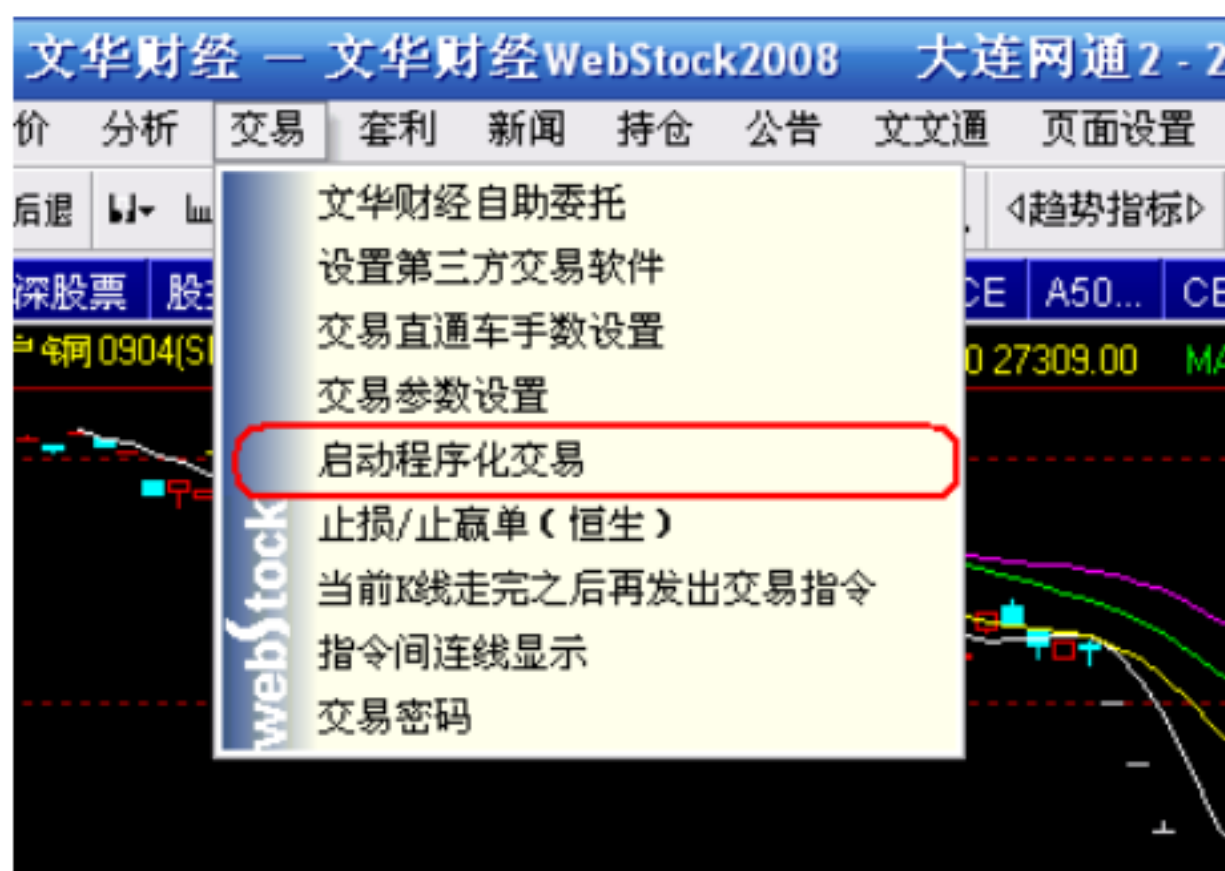 文华财经 — 文华财经WebStock2008 大连网通2 - 2
价 分析 交易 套利 新闻 持仓 公告 文文通 页面设置
后退 趋势指标
深股票 股 CE A50... CE
铜0904(S 0 27309.00 MA
文华财经自助委托
设置第三方交易软件
交易直通车手数设置
交易参数设置
启动程序化交易
止损/止赢单(恒生)
当前K线走完之后再发出交易指令
指令间连线显示
交易密码
webStock